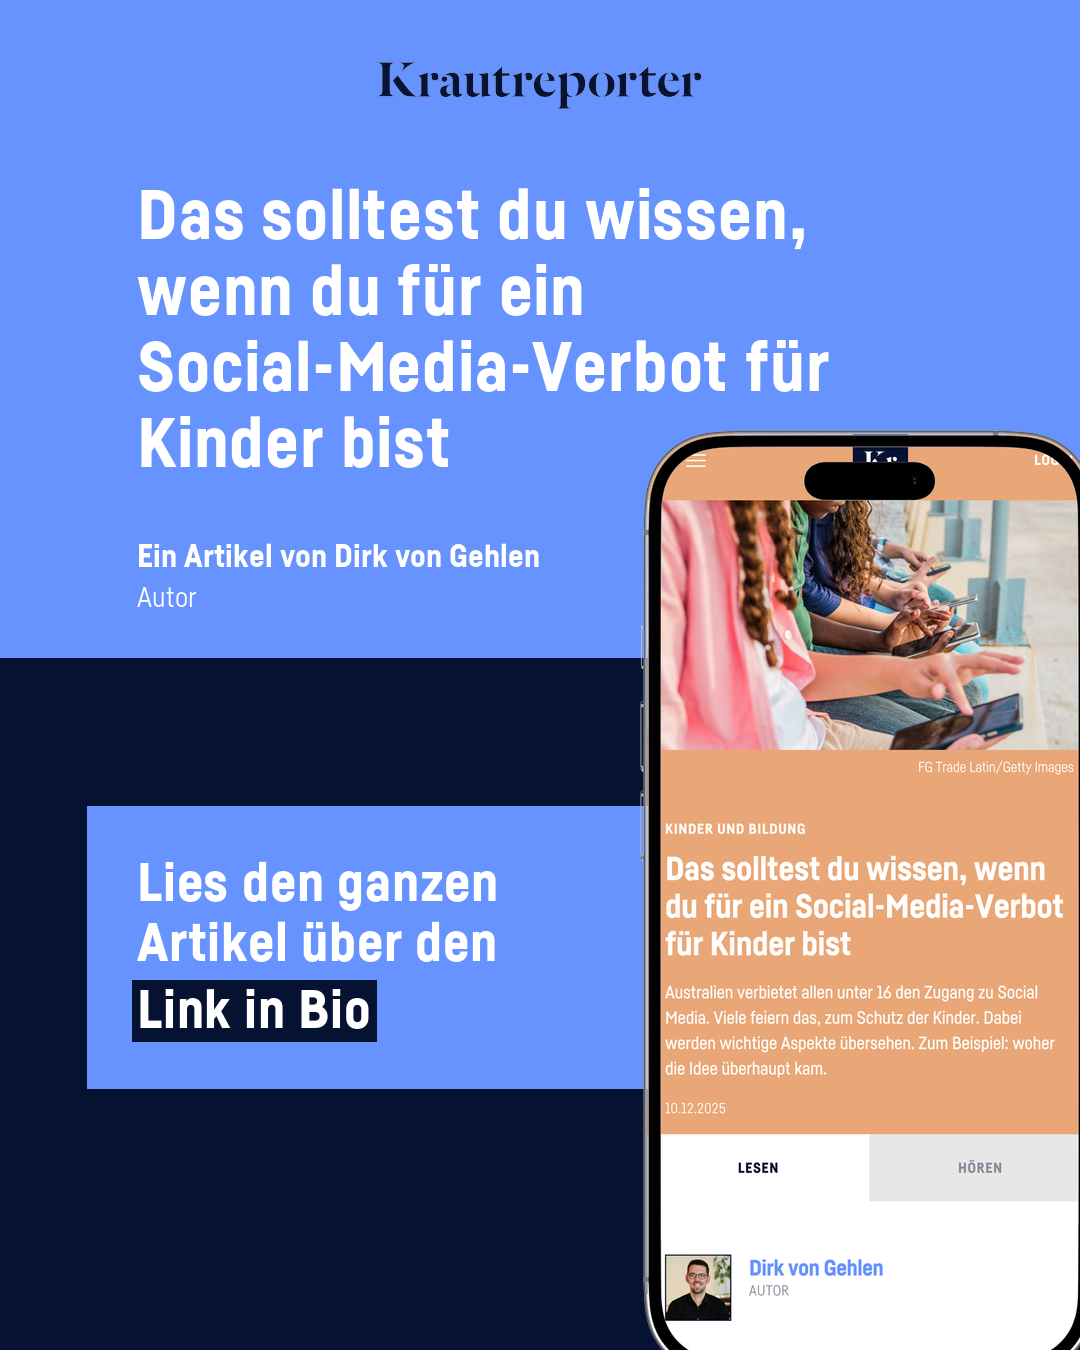 Krautreporter
Das solltest du wissen,
wenn du für ein
Social-Media-Verbot für
Kinder bist
Ein Artikel von Dirk von Gehlen
Autor
Lies den ganzen
Artikel über den
Link in Bio
Kr
FG Trade Latin/Getty Images
KINDER UND BILDUNG
Das solltest du wissen, wenn
du für ein Social-Media-Verbot
für Kinder bist
Australien verbietet allen unter 16 den Zugang zu Social
Media. Viele feiern das, zum Schutz der Kinder. Dabei
werden wichtige Aspekte übersehen. Zum Beispiel: woher
die Idee überhaupt kam.
10.12.2025
LESEN
HÖREN
Dirk von Gehlen
AUTOR